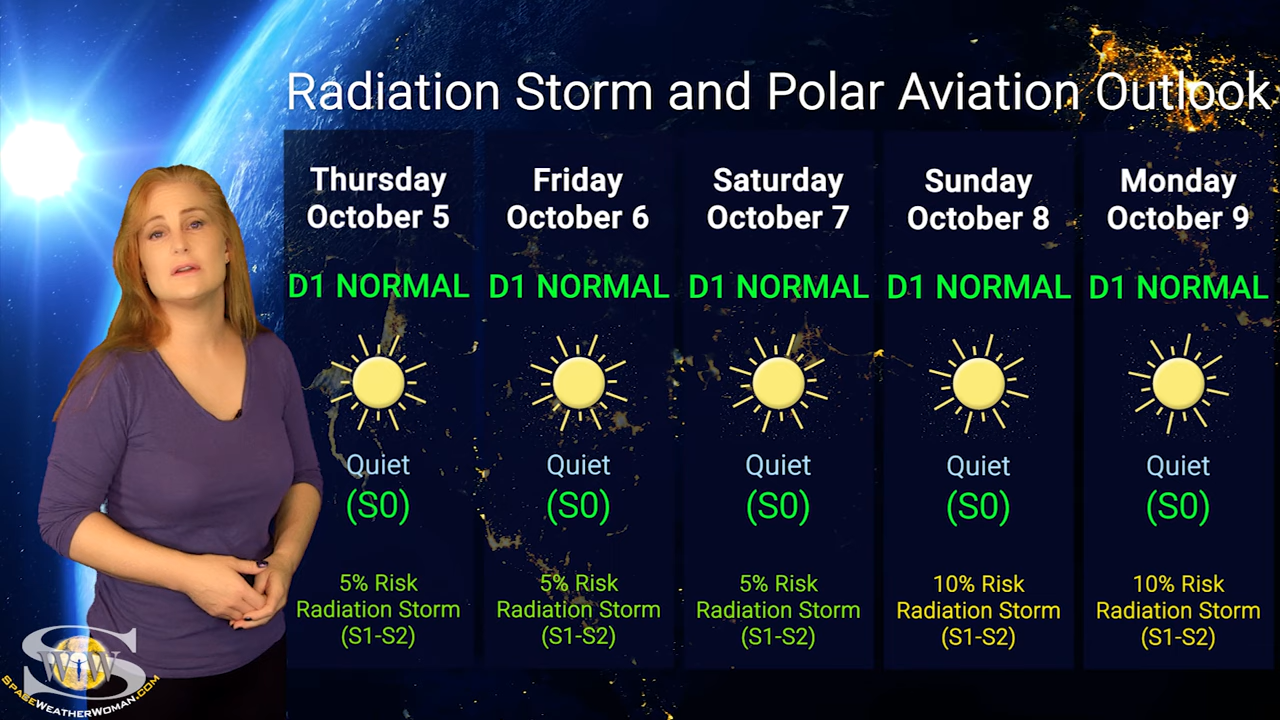 Radiation Storm and Polar Aviation Outlook
Thursday
October 5
D1 NORMAL
Quiet
(S0)
5% Risk
Radiation Storm
(S1-S2)
Friday
October 6
D1 NORMAL
Quiet
(S0)
5% Risk
Radiation Storm
(S1-S2)
Saturday
October 7
D1 NORMAL
Quiet
(S0)
5% Risk
Radiation Storm
(S1-S2)
Sunday
October 8
D1 NORMAL
Quiet
(S0)
10% Risk
Radiation Storm
(S1-S2)
Monday
October 9
D1 NORMAL
Quiet
(S0)
10% Risk
Radiation Storm
(S1-S2)
SWW
SPACEWEATHERWOMAN.COM